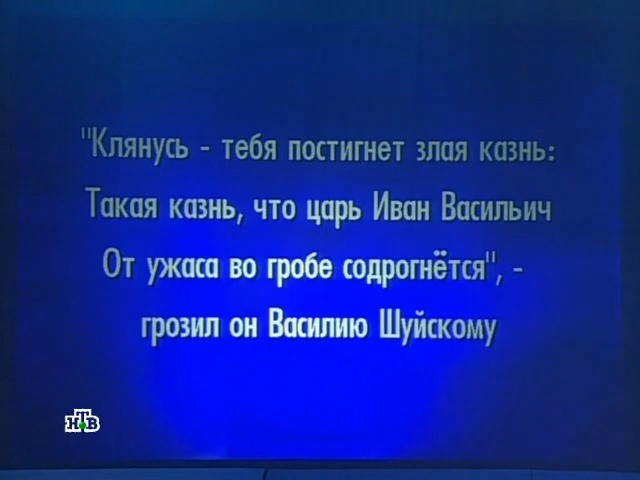 "Клянусь - тебя постигнет злая казнь:
Такая казнь, что царь Иван Васильич
От ужаса во гробе содрогнётся", -
грозил он Василию Шуйскому
НТВ